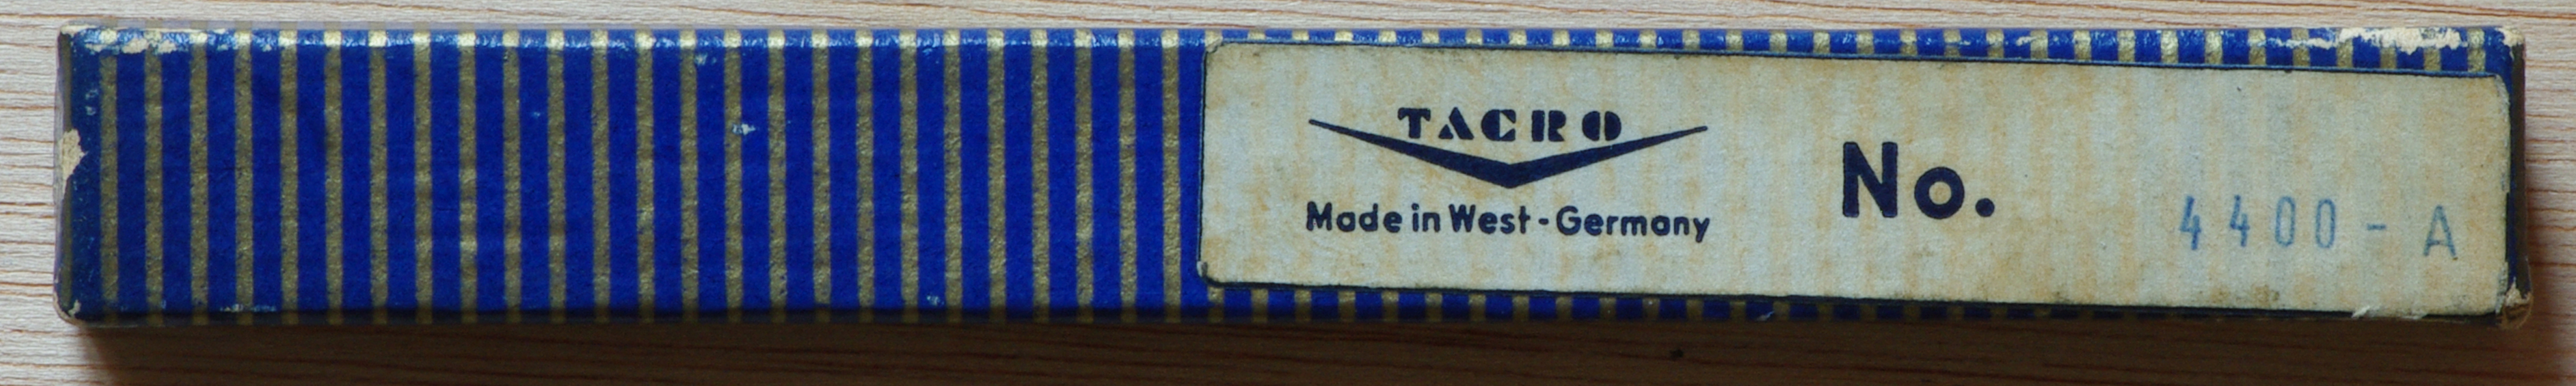 TACRO
Made in West-Germany
No. 4400-A